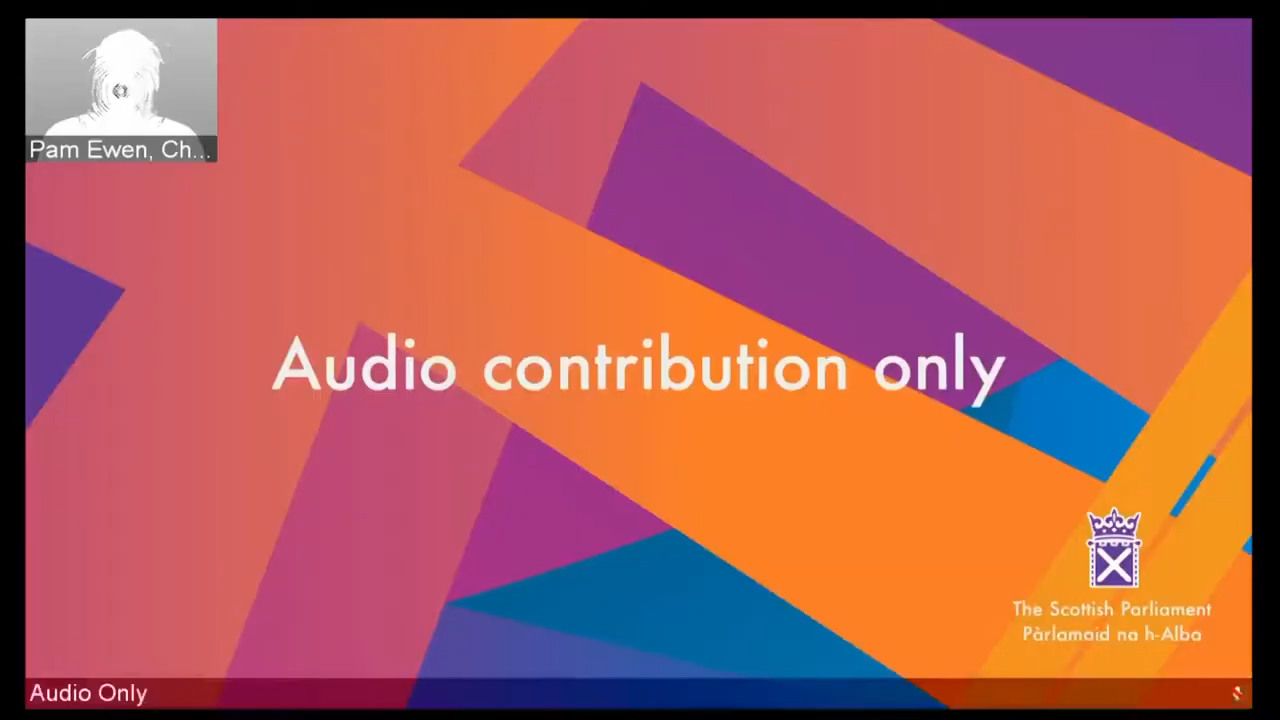 Pam Ewen, Ch...
Audio contribution only
The Scottish Parliament
Pàrlamaid na h-Alba
Audio Only